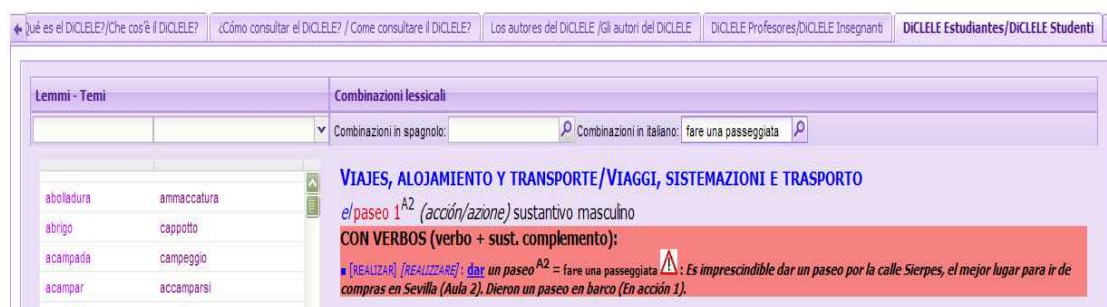 Qué es el DiCLELE?/Che cos'è il DiCLELE?
¿Cómo consultar el DiCLELE? / Come consultare il DiCLELE?
Los autores del DiCLELE /Gli autori del DiCLELE
DiCLELE Profesores/DiCLELE Insegnanti
DiCLELE Estudiantes/DiCLELE Studenti
Lemmi - Temi
Combinazioni lessicali
Combinazioni in spagnolo:
Combinazioni in italiano: fare una passeggiata
abolladura ammaccatura
abrigo cappotto
acampada campeggio
acampar accamparsi
VIAJES, ALOJAMIENTO Y TRANSPORTE/VIAGGI, SISTEMAZIONI E TRASPORTO
el paseo 1 A2 (acción/azione) sustantivo masculino
CON VERBOS (verbo + sust. complemento):
▪ [REALIZAR] [REALIZZARE] : dar un paseo A2 = fare una passeggiata ⚠ : Es imprescindible dar un paseo por la calle Sierpes, el mejor lugar para ir de
compras en Sevilla (Aula 2). Dieron un paseo en barco (En acción 1).